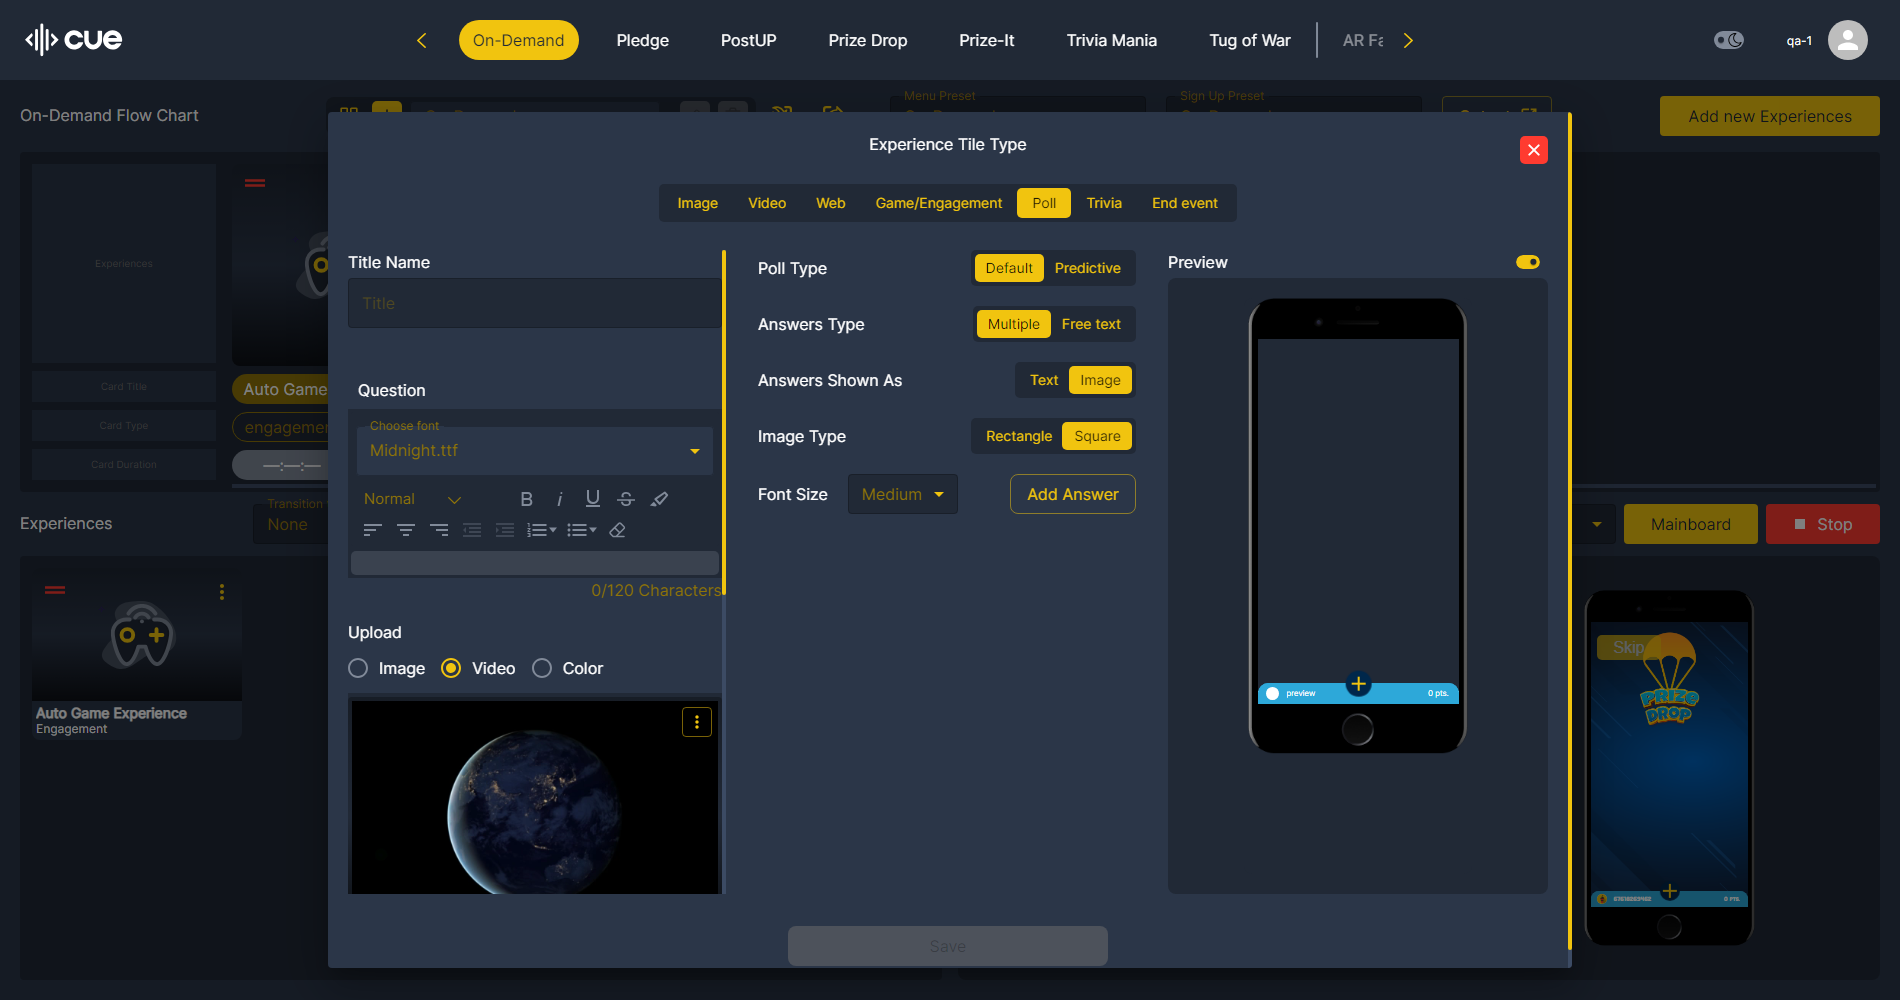 cue
On-Demand
Pledge
PostUP
Prize Drop
Prize-It
Trivia Mania
Tug of War
AR Fa
qa-1
On-Demand Flow Chart
Menu Preset
Sign Up Preset
Add new Experiences
Experience Tile Type
Image
Video
Web
Game/Engagement
Poll
Trivia
End event
Experiences
Card Title
Card Type
Card Duration
Auto Game
engagemen
Title Name
Title
Question
Choose font
Midnight.ttf
Normal
0/120 Characters
Upload
Image
Video
Color
Poll Type
Default
Predictive
Answers Type
Multiple
Free text
Answers Shown As
Text
Image
Image Type
Rectangle
Square
Font Size
Medium
Add Answer
Preview
preview
0 pts.
Save
Experiences
Transition
None
Mainboard
Stop
Auto Game Experience
Engagement
Skip
PRIZE
DROP
0 PTS.